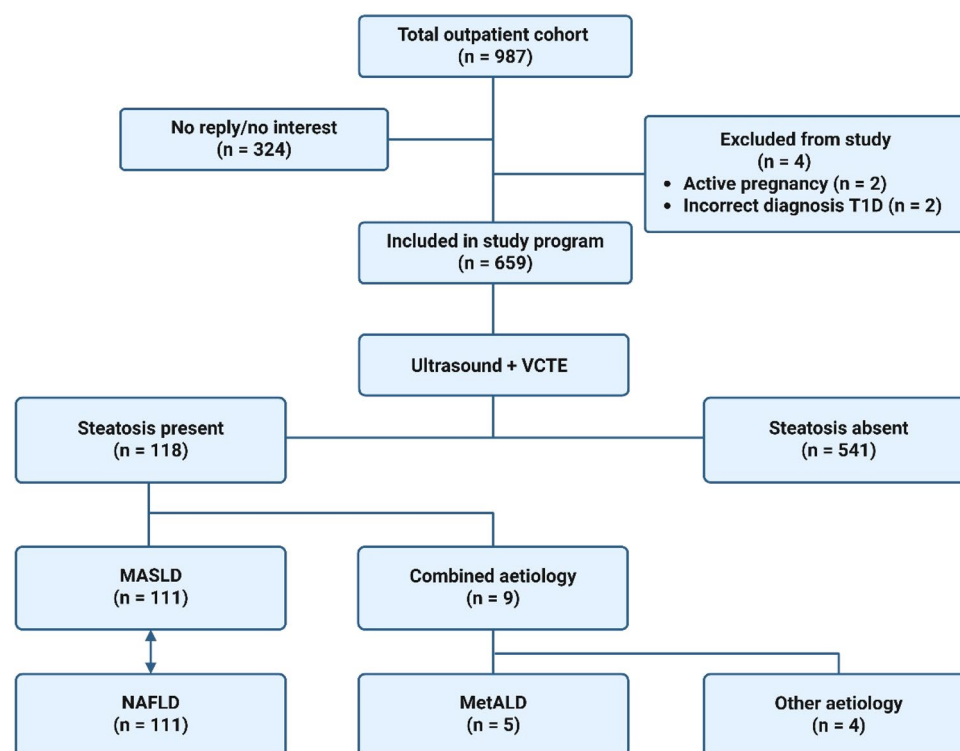 Total outpatient cohort
(n = 987)
No reply/no interest
(n = 324)
Excluded from study
(n = 4)
• Active pregnancy (n = 2)
• Incorrect diagnosis T1D (n = 2)
Included in study program
(n = 659)
Ultrasound + VCTE
Steatosis present
(n = 118)
Steatosis absent
(n = 541)
MASLD
(n = 111)
Combined aetiology
(n = 9)
NAFLD
(n = 111)
MetALD
(n = 5)
Other aetiology
(n = 4)